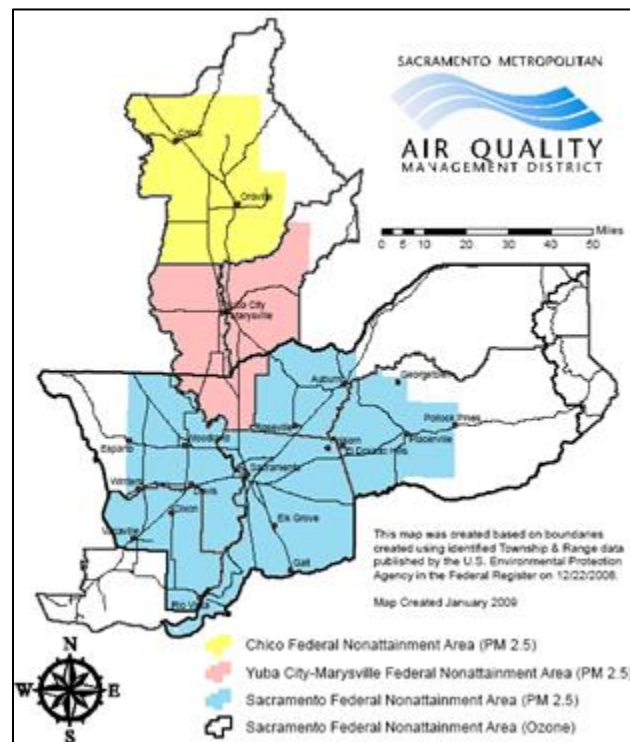 SACRAMENTO METROPOLITAN
AIR QUALITY
MANAGEMENT DISTRICT
Miles
0 5 10 20 30 40 50
Chico
Oroville
Yuba City
Marysville
Auburn
Georgetown
Roseville
Pollock Pines
Placerville
Folsom
El Dorado Hills
Esparto
Woodland
Sacramento
Winters
Davis
Dixon
Elk Grove
Vacaville
Galt
Rio Vista
This map was created based on boundaries
created using identified Township & Range data
published by the U.S. Environmental Protection
Agency in the Federal Register on 12/22/2008.
Map Created January 2009
N
W
E
S
Chico Federal Nonattainment Area (PM 2.5)
Yuba City-Marysville Federal Nonattainment Area (PM 2.5)
Sacramento Federal Nonattainment Area (PM 2.5)
Sacramento Federal Nonattainment Area (Ozone)